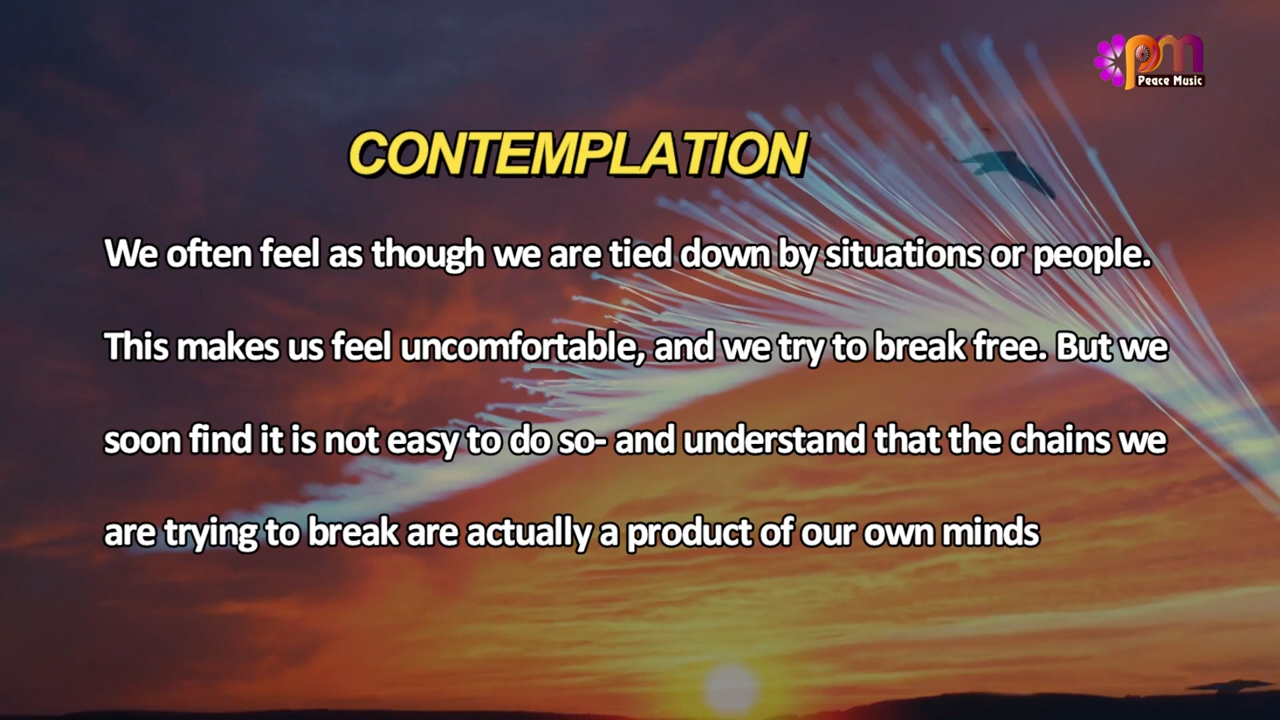 pm
Peace Music
CONTEMPLATION
We often feel as though we are tied down by situations or people.
This makes us feel uncomfortable, and we try to break free. But we
soon find it is not easy to do so- and understand that the chains we
are trying to break are actually a product of our own minds